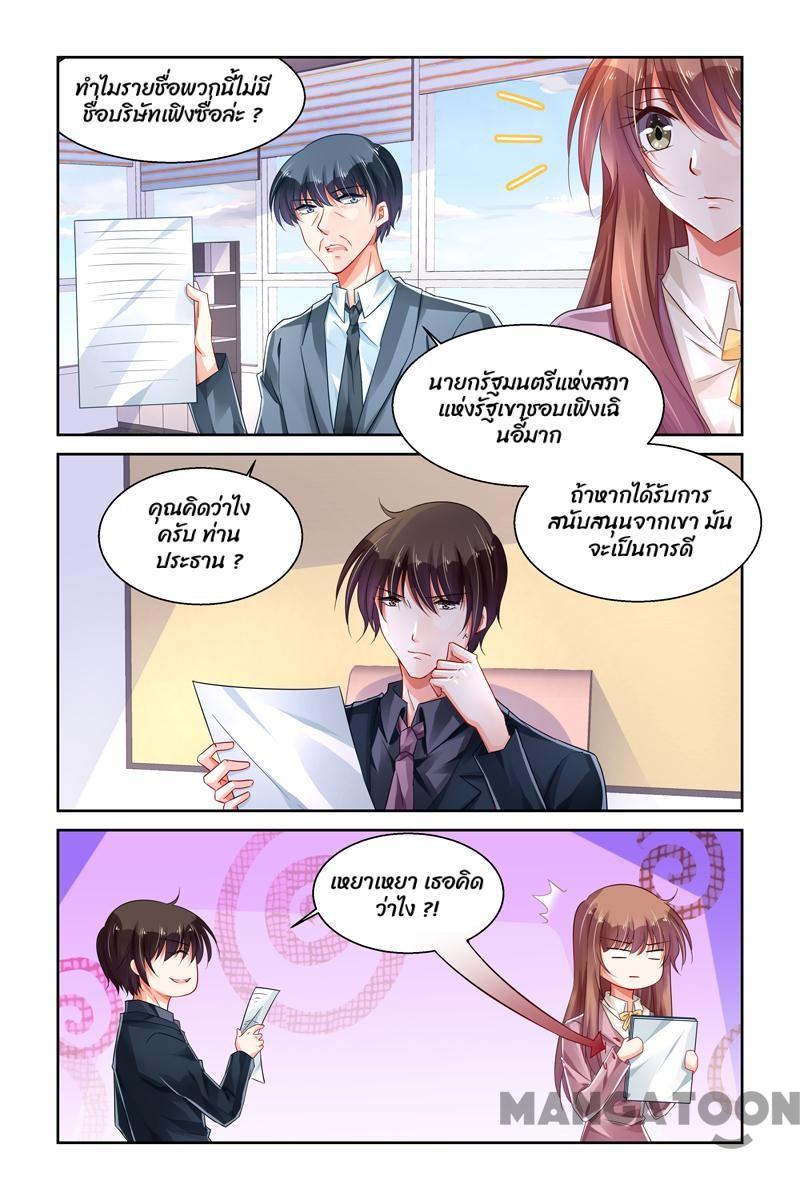 ทำไมรายชื่อพวกนี้ไม่มี
ชื่อบริษัทเฟิงซื่อล่ะ ?
นายกรัฐมนตรีแห่งสภา
แห่งรัฐเขาชอบเฟิงเฉิ
นอี้มาก
ถ้าหากได้รับการ
สนับสนุนจากเขา มัน
จะเป็นการดี
คุณคิดว่าไง
ครับ ท่าน
ประธาน ?
เหยาเหยา เธอคิด
ว่าไง ?!
MANGATOON